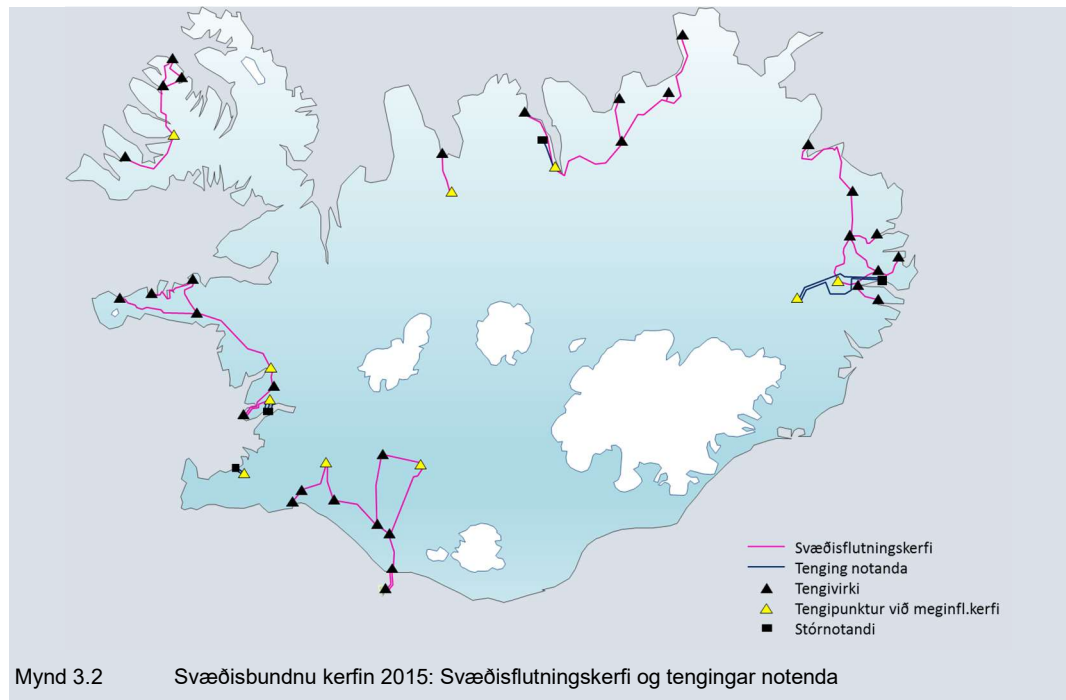 Svæðisflutningskerfi
Tenging notanda
Tengivirki
Tengipunktur við meginfl.kerfi
Stórnotandi
Mynd 3.2 Svæðisbundnu kerfin 2015: Svæðisflutningskerfi og tengingar notenda